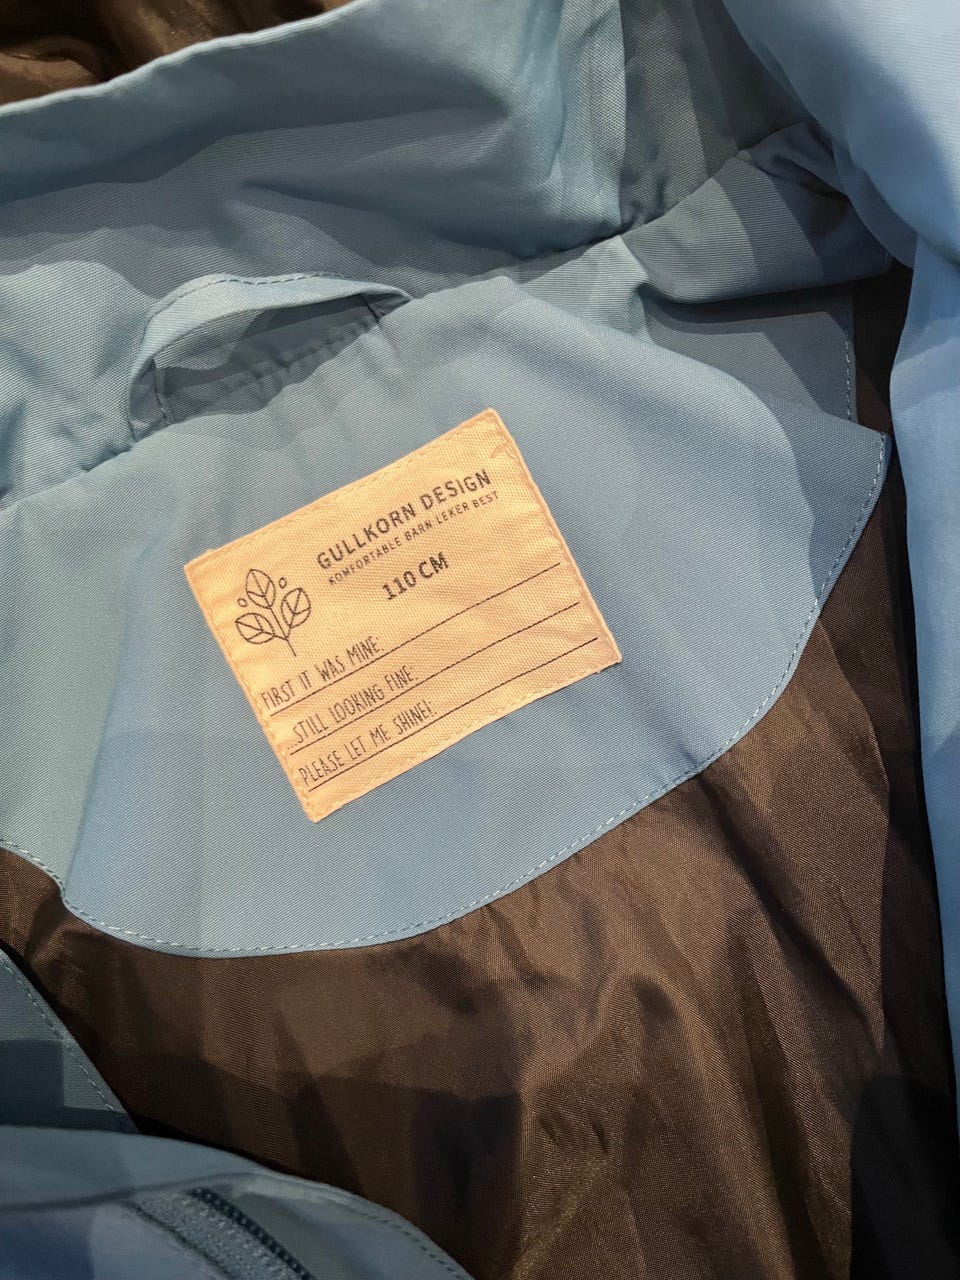 GULLKORN DESIGN
KOMFORTABLE BARN LEKER BEST
110 CM
FIRST IT WAS MINE:
...STILL LOOKING FINE:
PLEASE LET ME SHINE!: